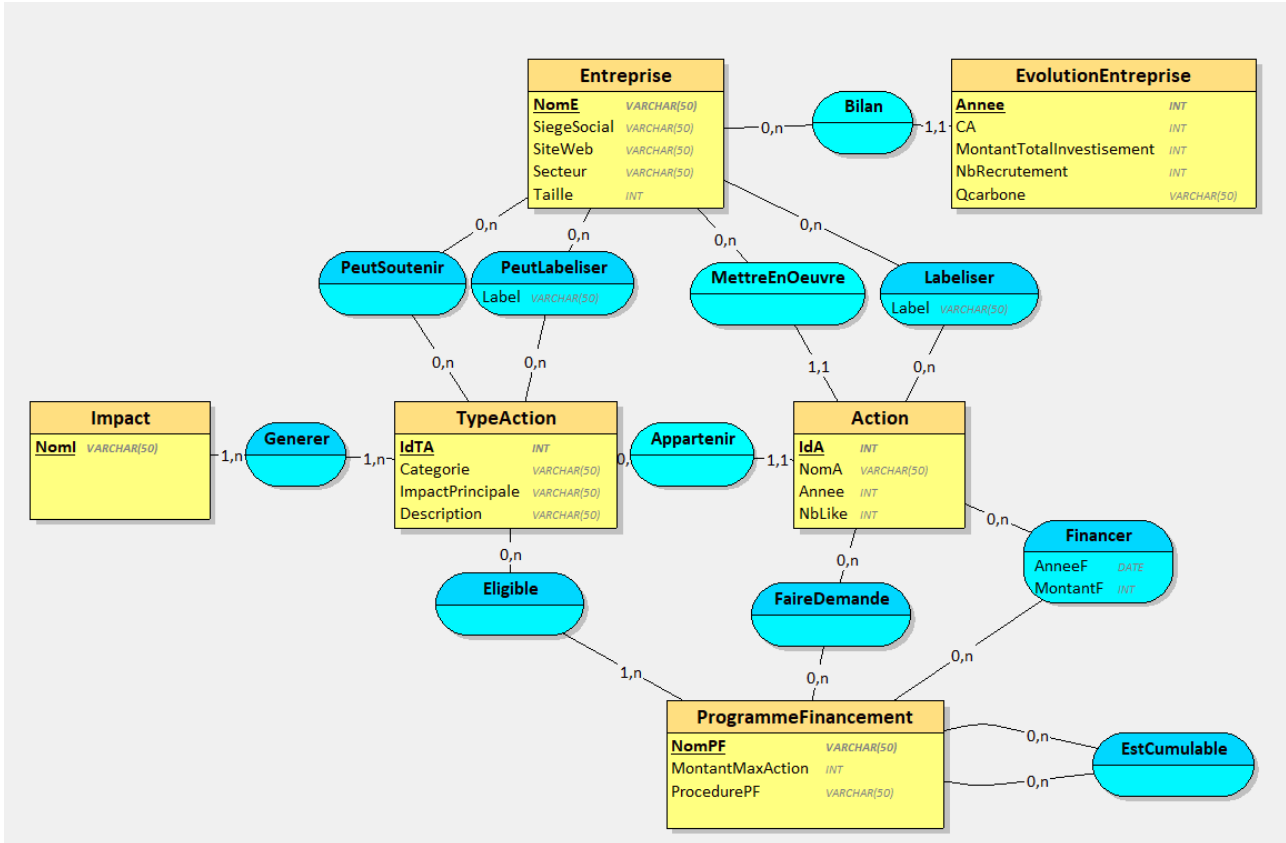 Entreprise
NomE VARCHAR(50)
SiegeSocial VARCHAR(50)
SiteWeb VARCHAR(50)
Secteur VARCHAR(50)
Taille INT
0,n
Bilan
1,1
EvolutionEntreprise
Annee INT
CA INT
MontantTotalInvestisement INT
NbRecrutement INT
Qcarbone VARCHAR(50)
0,n
0,n
0,n
0,n
PeutSoutenir
PeutLabeliser
Label VARCHAR(50)
MettreEnOeuvre
Labeliser
Label VARCHAR(50)
0,n
0,n
1,1
0,n
Impact
NomI VARCHAR(50)
1,n
Generer
1,n
TypeAction
IdTA INT
Categorie VARCHAR(50)
ImpactPrincipale VARCHAR(50)
Description VARCHAR(50)
0,
Appartenir
1,1
Action
IdA INT
NomA VARCHAR(50)
Annee INT
NbLike INT
0,n
0,n
0,n
Eligible
FaireDemande
Financer
AnneeF DATE
MontantF INT
1,n
0,n
0,n
ProgrammeFinancement
NomPF VARCHAR(50)
MontantMaxAction INT
ProcedurePF VARCHAR(50)
0,n
0,n
EstCumulable